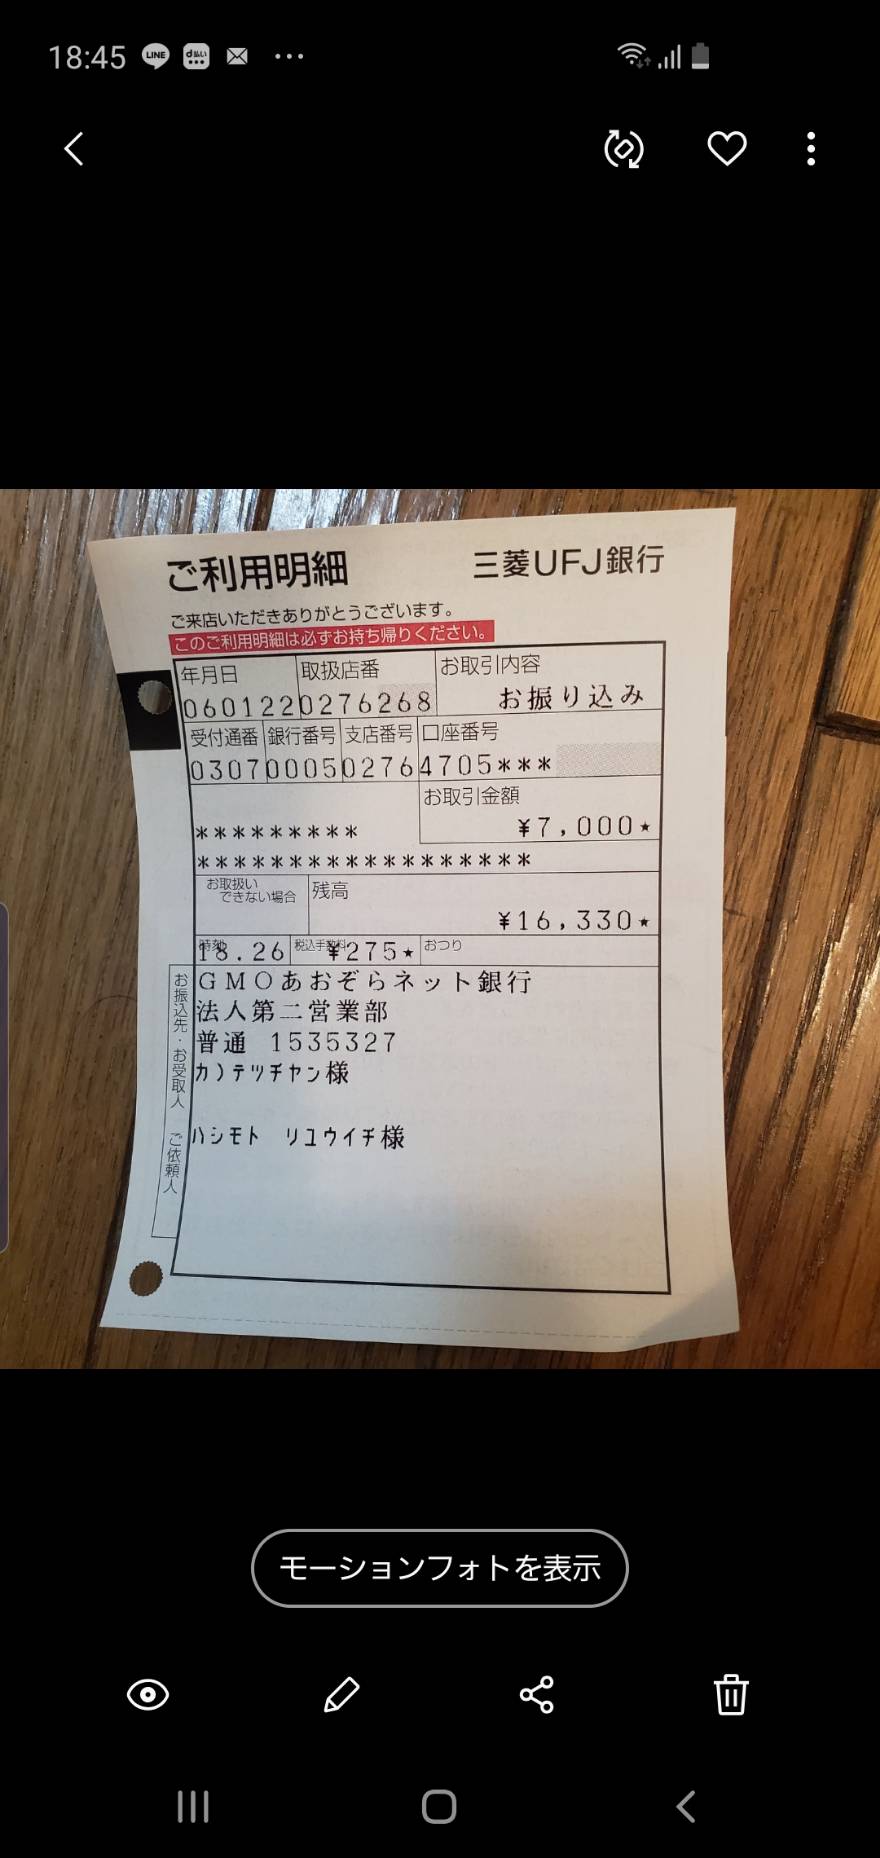 18:45 LINE d払い
ご利用明細 三菱UFJ銀行
ご来店いただきありがとうございます。
このご利用明細は必ずお持ち帰りください。
年月日 取扱店番 お取引内容
060122 0276268 お振り込み
受付通番 銀行番号 支店番号 口座番号
0307 0005 0276 4705***
お取引金額
********* ¥7,000★
******************
お取扱いできない場合 残高
¥16,330★
時刻 税込手数料 おつり
18.26 ¥275★
お振込先・お受取人
GMOあおぞらネット銀行
法人第二営業部
普通 1535327
カ)テツチヤン様
ご依頼人
ハシモト リユウイチ様
モーションフォトを表示